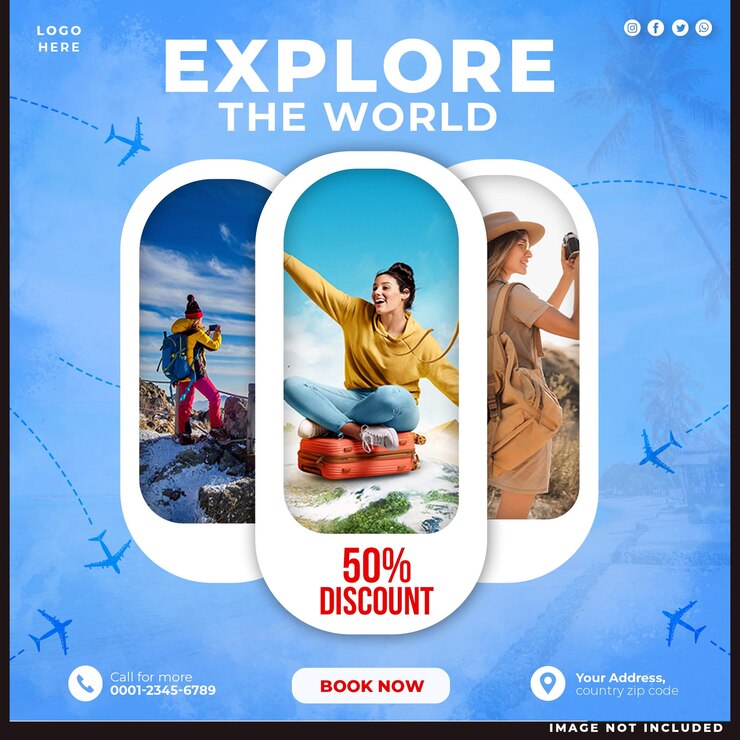 LOGO
HERE
EXPLORE
THE WORLD
50%
DISCOUNT
Call for more
0001-2345-6789
BOOK NOW
Your Address,
country zip code
IMAGE NOT INCLUDED